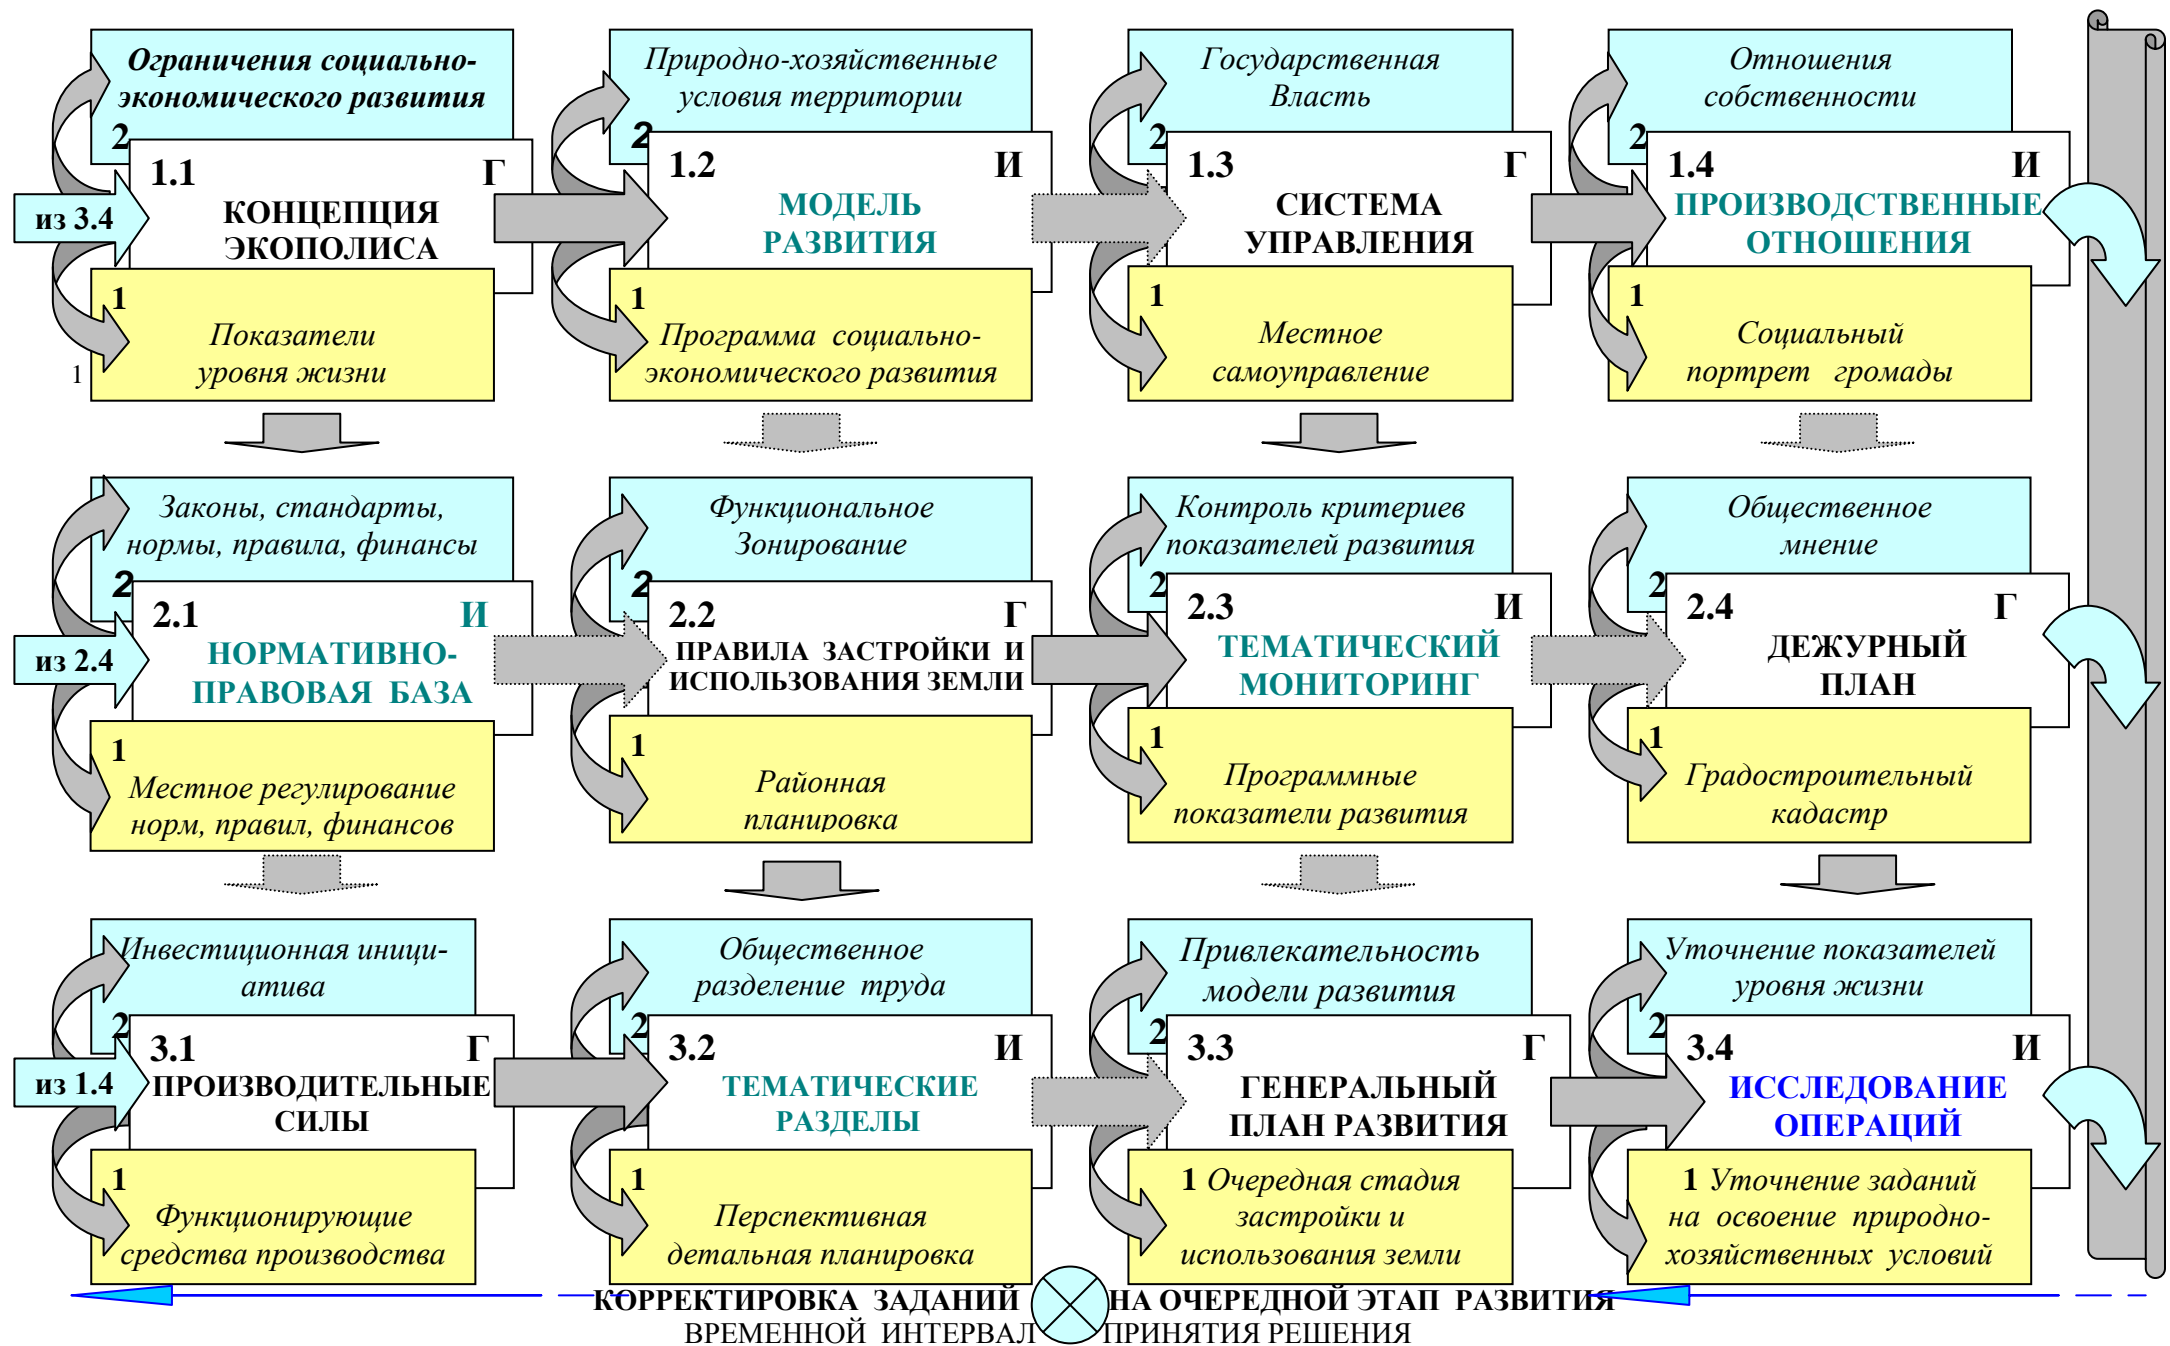 Ограничения социально-
экономического развития
2
1.1 Г
из 3.4
КОНЦЕПЦИЯ
ЭКОПОЛИСА
1
Показатели
уровня жизни
1
Природно-хозяйственные
условия территории
2
1.2 И
МОДЕЛЬ
РАЗВИТИЯ
1
Программа социально-
экономического развития
Государственная
Власть
2
1.3 Г
СИСТЕМА
УПРАВЛЕНИЯ
1
Местное
самоуправление
Отношения
собственности
2
1.4 И
ПРОИЗВОДСТВЕННЫЕ
ОТНОШЕНИЯ
1
Социальный
портрет громады
Законы, стандарты,
нормы, правила, финансы
2
2.1 И
из 2.4
НОРМАТИВНО-
ПРАВОВАЯ БАЗА
1
Местное регулирование
норм, правил, финансов
Функциональное
Зонирование
2
2.2 Г
ПРАВИЛА ЗАСТРОЙКИ И
ИСПОЛЬЗОВАНИЯ ЗЕМЛИ
1
Районная
планировка
Контроль критериев
показателей развития
2
2.3 И
ТЕМАТИЧЕСКИЙ
МОНИТОРИНГ
1
Программные
показатели развития
Общественное
мнение
2
2.4 Г
ДЕЖУРНЫЙ
ПЛАН
1
Градостроительный
кадастр
Инвестиционная иници-
атива
2
3.1 Г
из 1.4
ПРОИЗВОДИТЕЛЬНЫЕ
СИЛЫ
1
Функционирующие
средства производства
Общественное
разделение труда
2
3.2 И
ТЕМАТИЧЕСКИЕ
РАЗДЕЛЫ
1
Перспективная
детальная планировка
Привлекательность
модели развития
2
3.3 Г
ГЕНЕРАЛЬНЫЙ
ПЛАН РАЗВИТИЯ
1 Очередная стадия
застройки и
использования земли
Уточнение показателей
уровня жизни
2
3.4 И
ИССЛЕДОВАНИЕ
ОПЕРАЦИЙ
1 Уточнение заданий
на освоение природно-
хозяйственных условий
КОРРЕКТИРОВКА ЗАДАНИЙ НА ОЧЕРЕДНОЙ ЭТАП РАЗВИТИЯ
ВРЕМЕННОЙ ИНТЕРВАЛ ПРИНЯТИЯ РЕШЕНИЯ